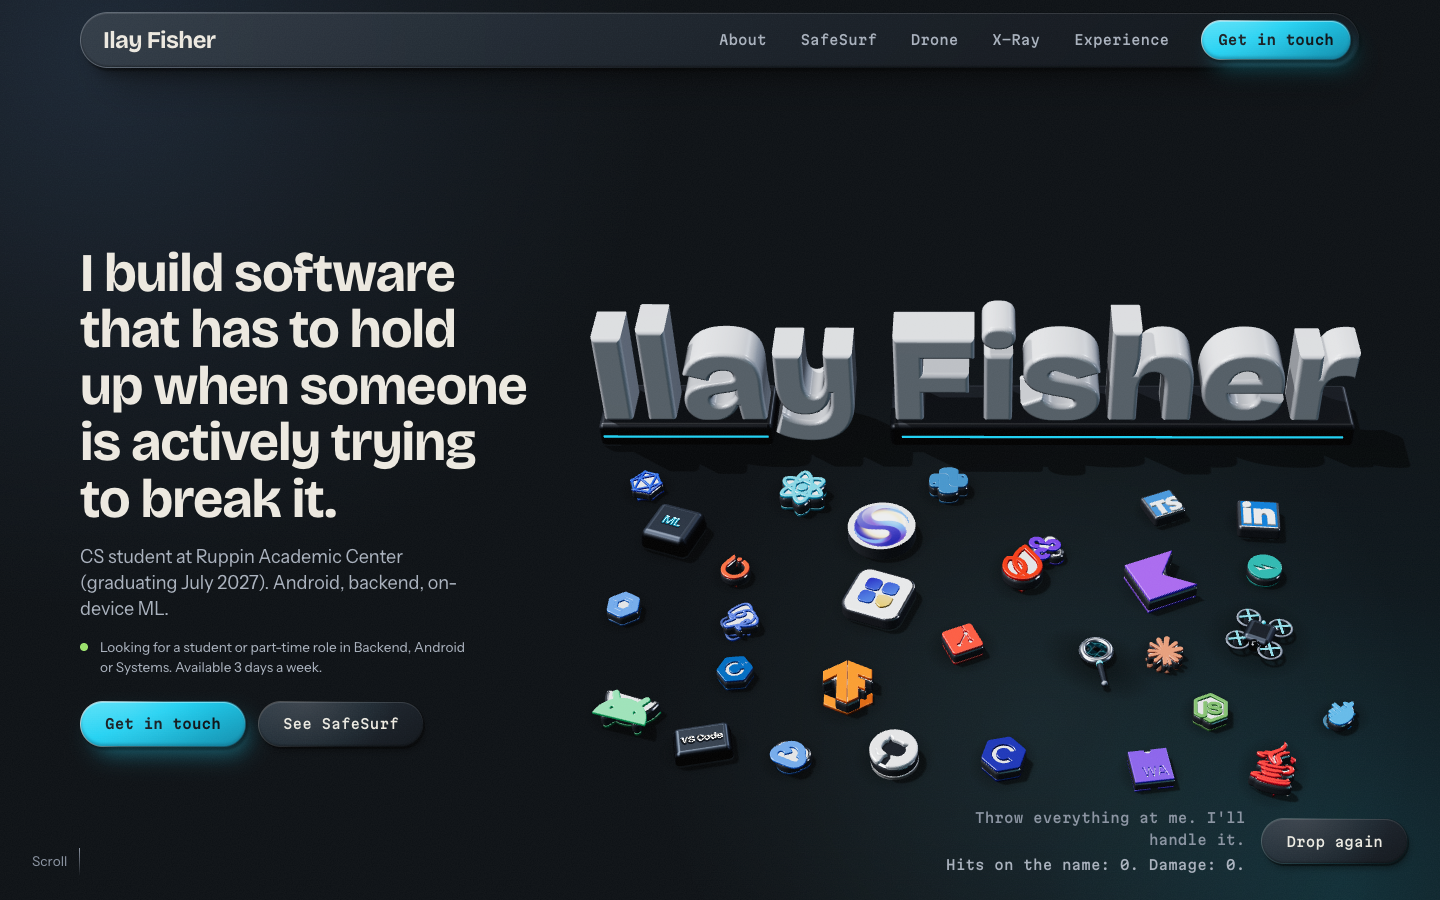 Ilay Fisher
About
SafeSurf
Drone
X-Ray
Experience
Get in touch
I build software
that has to hold
up when someone
is actively trying
to break it.
CS student at Ruppin Academic Center
(graduating July 2027). Android, backend, on-
device ML.
Looking for a student or part-time role in Backend, Android
or Systems. Available 3 days a week.
Get in touch
See SafeSurf
Ilay Fisher
ML
TS
in
C
JS
VS Code
C
WA
Throw everything at me. I'll
handle it.
Hits on the name: 0. Damage: 0.
Drop again
Scroll